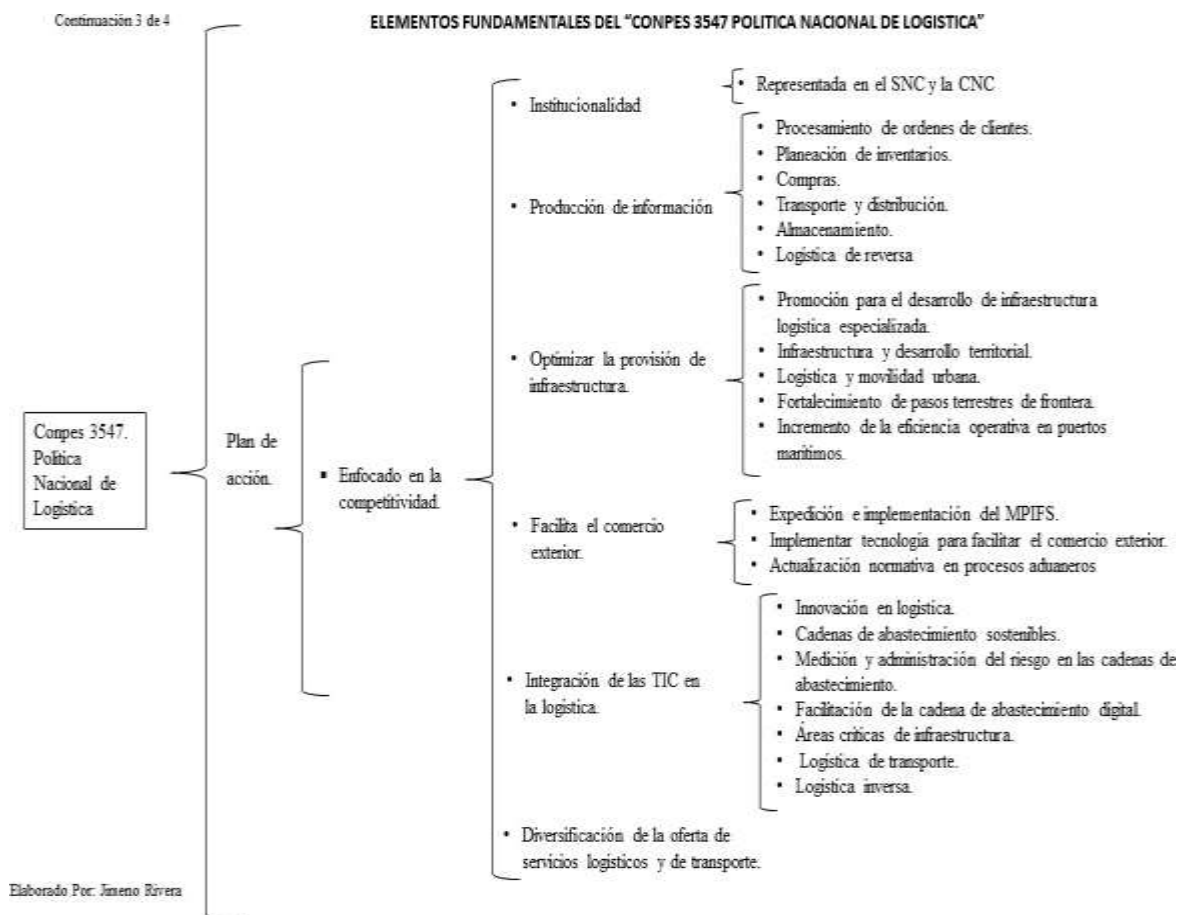 Continuación 3 de 4
ELEMENTOS FUNDAMENTALES DEL "CONPES 3547 POLITICA NACIONAL DE LOGISTICA"
Conpes 3547.
Política
Nacional de
Logística
Plan de
acción.
▪ Enfocado en la
competitividad.
• Institucionalidad
• Representada en el SNC y la CNC
• Producción de información
• Procesamiento de ordenes de clientes.
• Planeación de inventarios.
• Compras.
• Transporte y distribución.
• Almacenamiento.
• Logística de reversa
• Optimizar la provisión de
infraestructura.
• Promoción para el desarrollo de infraestructura
logística especializada.
• Infraestructura y desarrollo territorial.
• Logística y movilidad urbana.
• Fortalecimiento de pasos terrestres de frontera.
• Incremento de la eficiencia operativa en puertos
marítimos.
• Facilita el comercio
exterior.
• Expedición e implementación del MPIFS.
• Implementar tecnología para facilitar el comercio exterior.
• Actualización normativa en procesos aduaneros
• Integración de las TIC en
la logística.
• Innovación en logística.
• Cadenas de abastecimiento sostenibles.
• Medición y administración del riesgo en las cadenas de
abastecimiento.
• Facilitación de la cadena de abastecimiento digital.
• Áreas críticas de infraestructura.
• Logística de transporte.
• Logística inversa.
• Diversificación de la oferta de
servicios logísticos y de transporte.
Elaborado Por: Jimeno Rivera